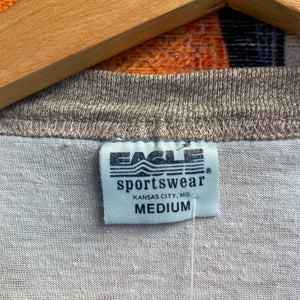 EAGLE®
sportswear
KANSAS CITY, MO.
MEDIUM